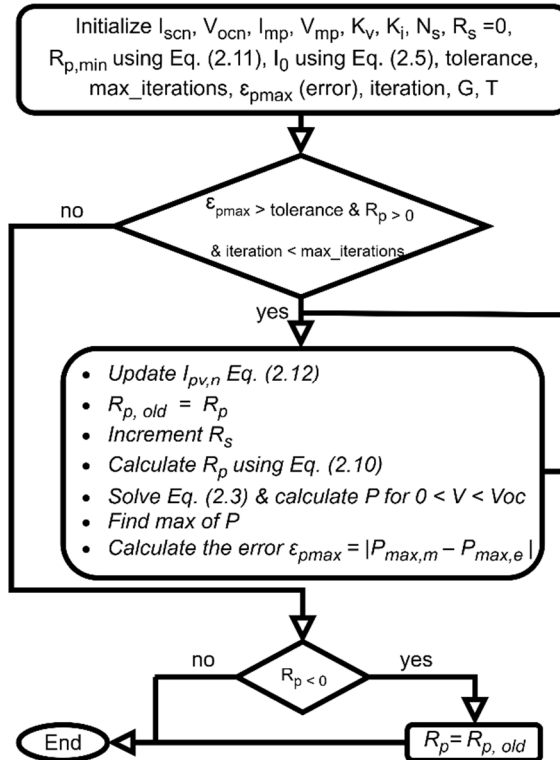 Initialize I_scn, V_ocn, I_mp, V_mp, K_v, K_i, N_s, R_s =0,
R_p,min using Eq. (2.11), I_0 using Eq. (2.5), tolerance,
max_iterations, ε_pmax (error), iteration, G, T
ε_pmax > tolerance & R_p > 0
& iteration < max_iterations
no
yes
• Update I_pv,n Eq. (2.12)
• R_p, old = R_p
• Increment R_s
• Calculate R_p using Eq. (2.10)
• Solve Eq. (2.3) & calculate P for 0 < V < Voc
• Find max of P
• Calculate the error ε_pmax = |P_max,m – P_max,e|
no
R_p < 0
yes
End
R_p = R_p, old